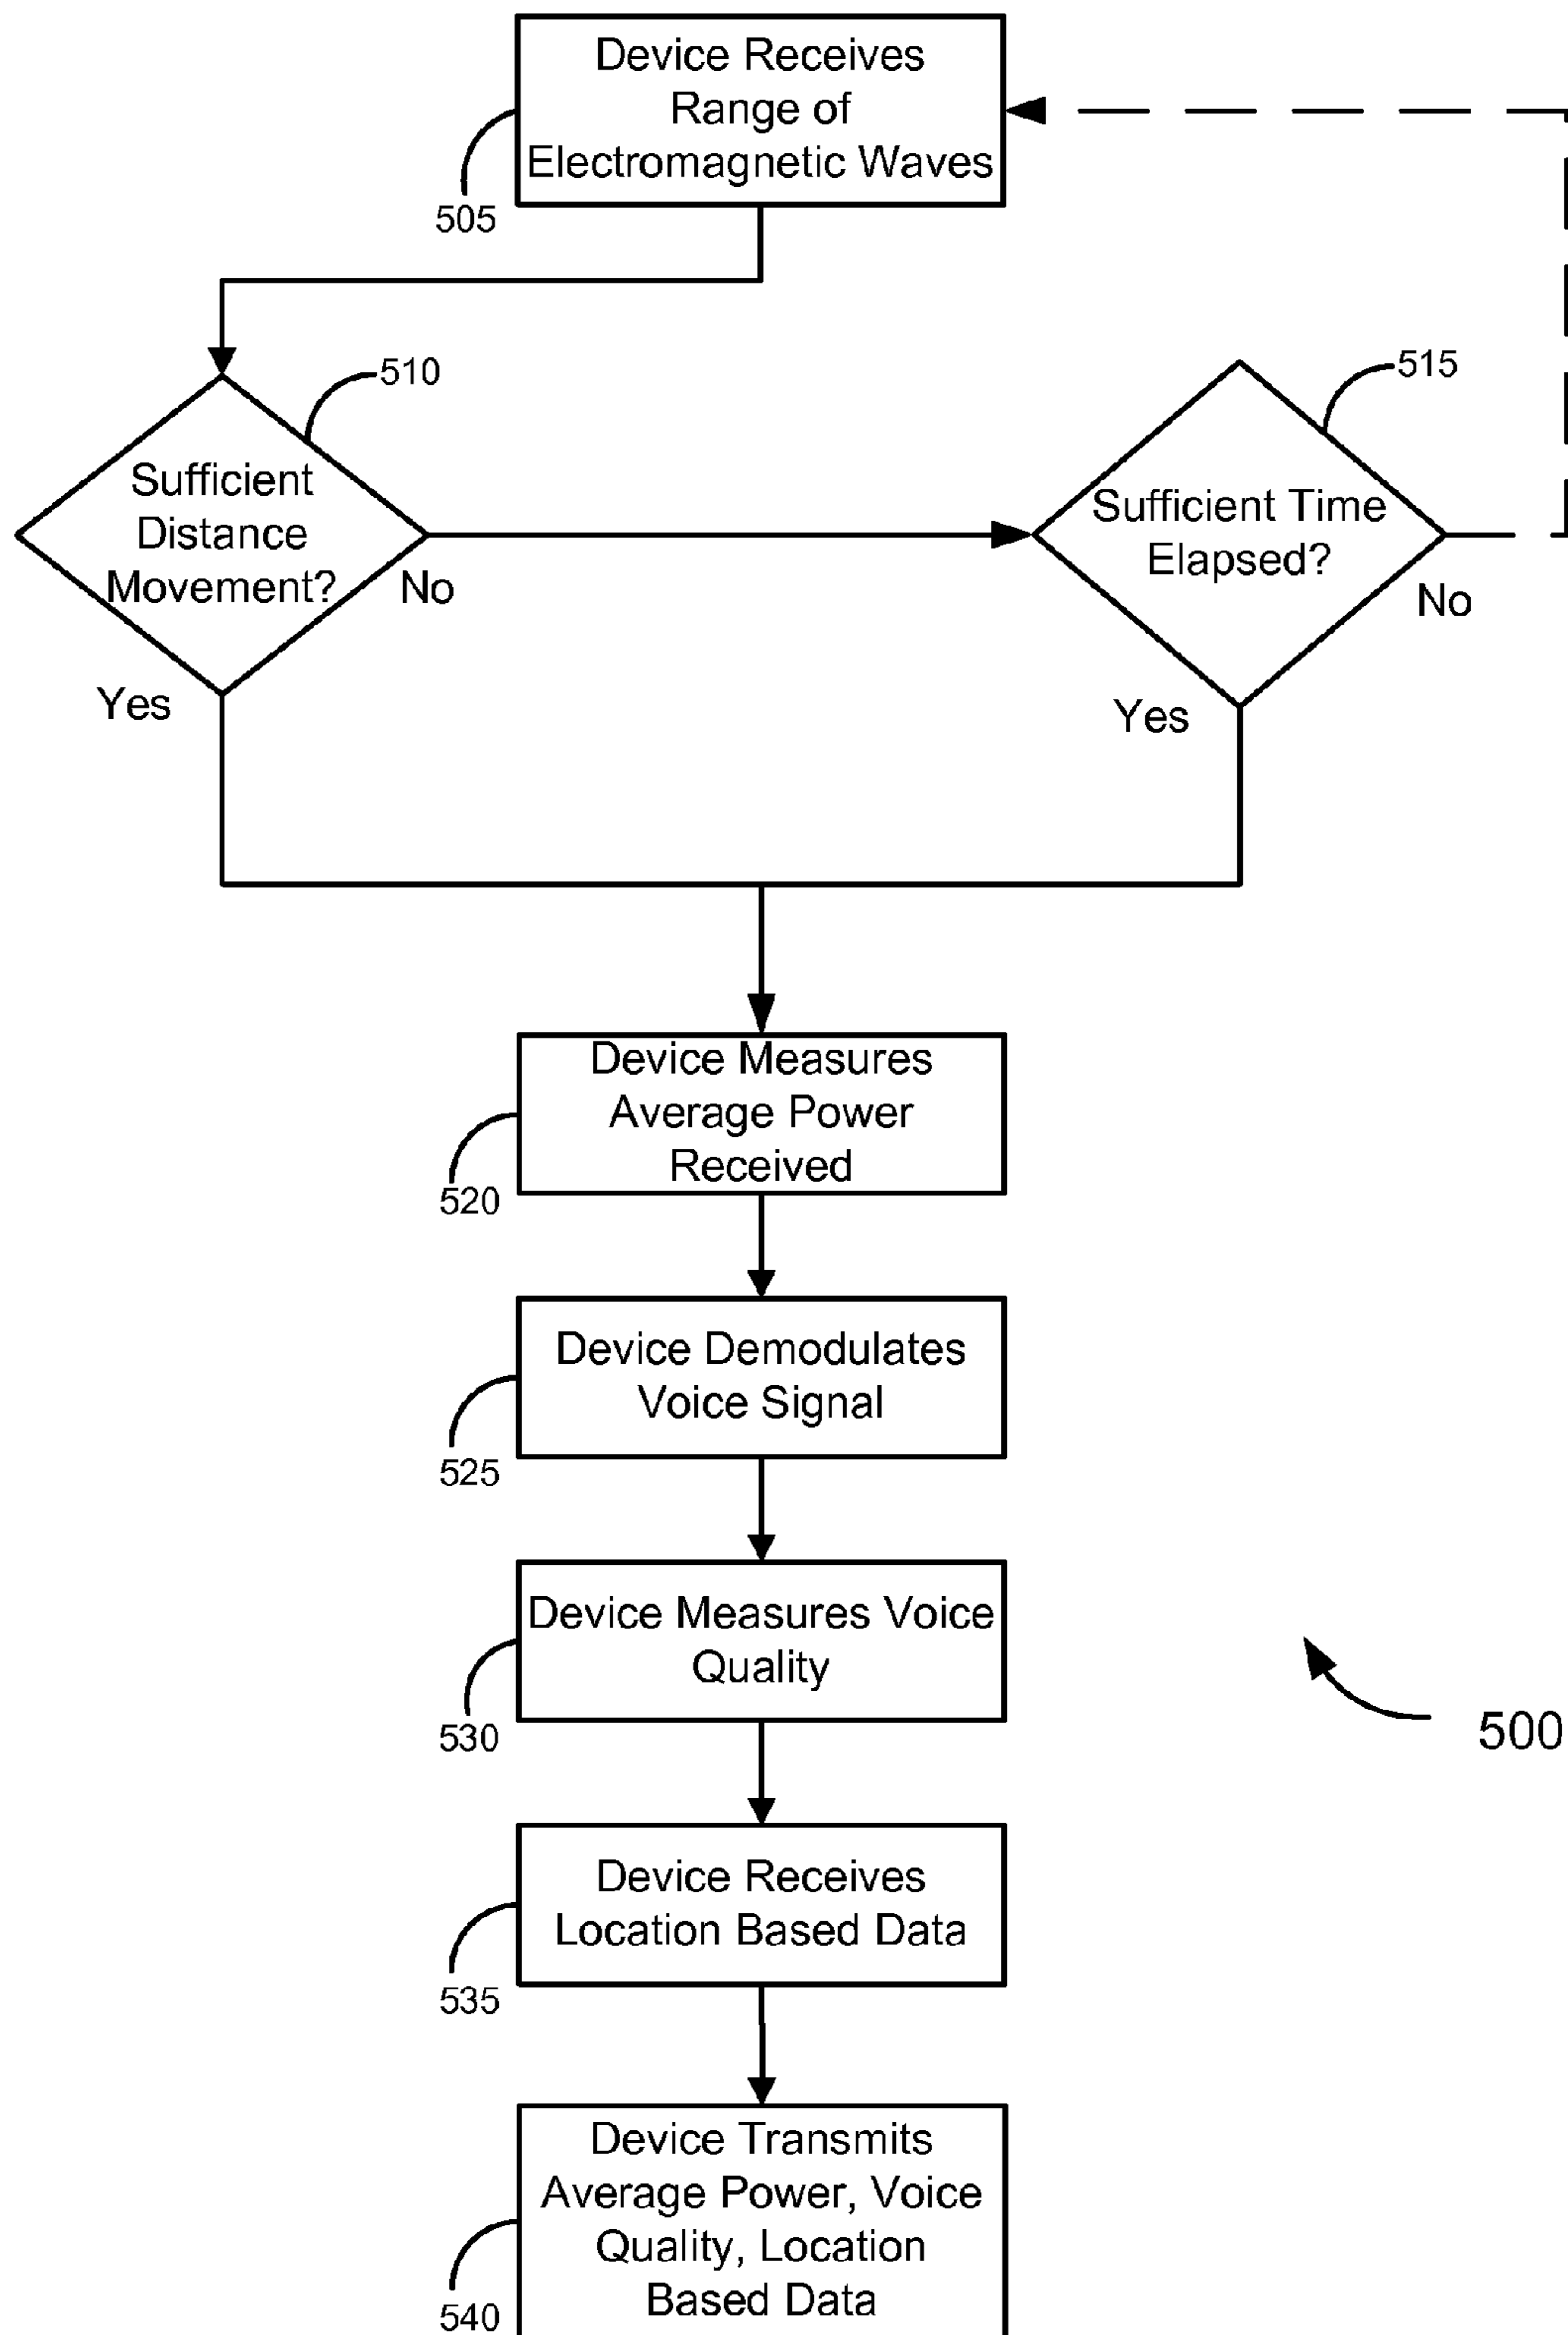 Device Receives
Range of
Electromagnetic Waves
505
510
Sufficient
Distance
Movement?
No
Yes
515
Sufficient Time
Elapsed?
No
Yes
Device Measures
Average Power
Received
520
Device Demodulates
Voice Signal
525
Device Measures Voice
Quality
530
500
Device Receives
Location Based Data
535
Device Transmits
Average Power, Voice
Quality, Location
Based Data
540